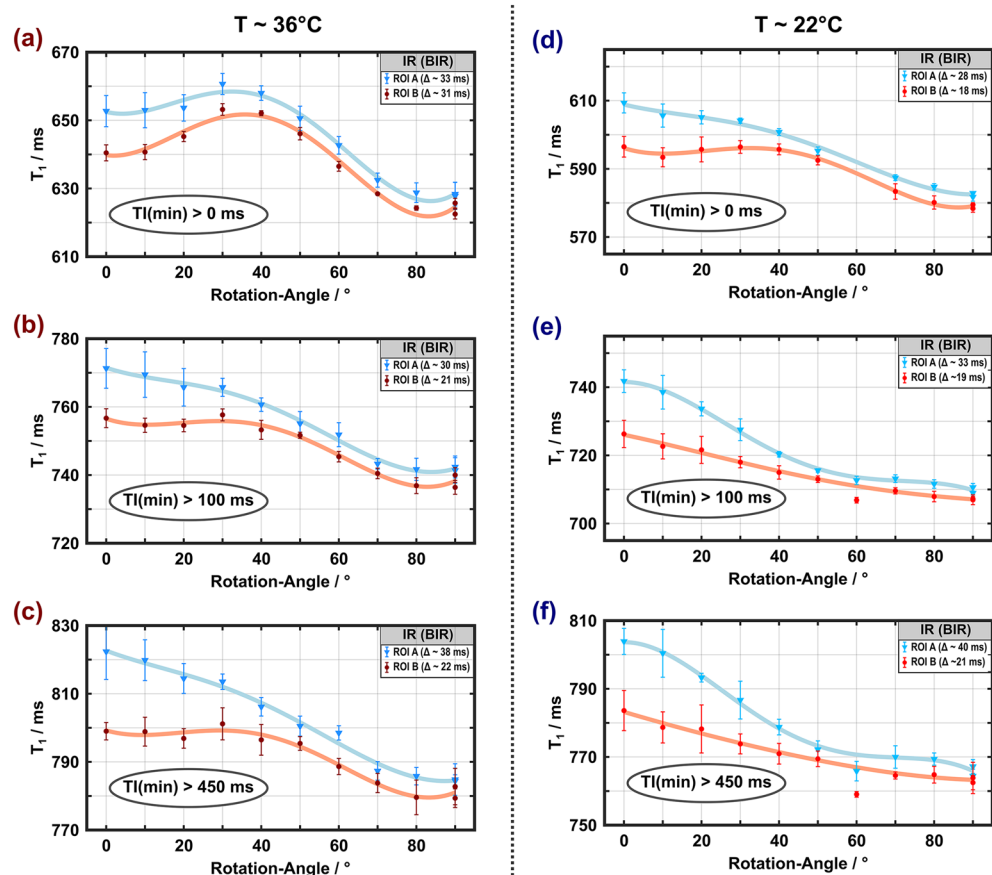 T ~ 36°C
(a)
670
650
630
610
T1 / ms
IR (BIR)
ROI A (Δ ~ 33 ms)
ROI B (Δ ~ 31 ms)
TI(min) > 0 ms
0 20 40 60 80
Rotation-Angle / °
(b)
780
760
740
720
T1 / ms
IR (BIR)
ROI A (Δ ~ 30 ms)
ROI B (Δ ~ 21 ms)
TI(min) > 100 ms
0 20 40 60 80
Rotation-Angle / °
(c)
830
810
790
770
T1 / ms
IR (BIR)
ROI A (Δ ~ 38 ms)
ROI B (Δ ~ 22 ms)
TI(min) > 450 ms
0 20 40 60 80
Rotation-Angle / °
T ~ 22°C
(d)
610
590
570
T1 / ms
IR (BIR)
ROI A (Δ ~ 28 ms)
ROI B (Δ ~ 18 ms)
TI(min) > 0 ms
0 20 40 60 80
Rotation-Angle / °
(e)
740
720
700
T1 / ms
IR (BIR)
ROI A (Δ ~ 33 ms)
ROI B (Δ ~19 ms)
TI(min) > 100 ms
0 20 40 60 80
Rotation-Angle / °
(f)
810
790
770
750
T1 / ms
IR (BIR)
ROI A (Δ ~ 40 ms)
ROI B (Δ ~21 ms)
TI(min) > 450 ms
0 20 40 60 80
Rotation-Angle / °